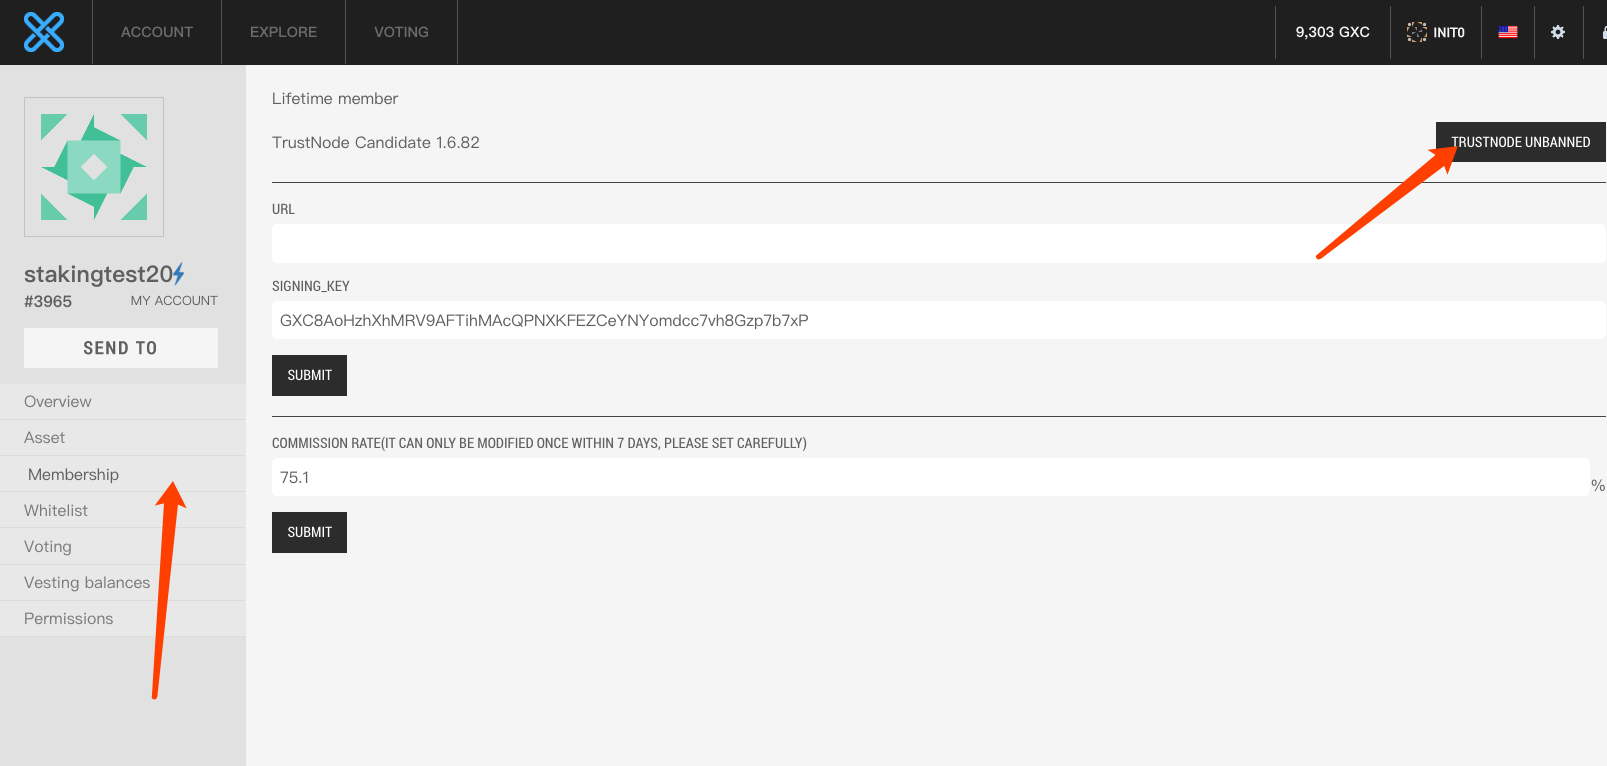 ACCOUNT EXPLORE VOTING 9,303 GXC INIT0
Lifetime member
TrustNode Candidate 1.6.82
TRUSTNODE UNBANNED
stakingtest20
#3965 MY ACCOUNT
SEND TO
Overview
Asset
Membership
Whitelist
Voting
Vesting balances
Permissions
URL
SIGNING_KEY
GXC8AoHzhXhMRV9AFTihMAcQPNXKFEZCeYNYomdcc7vh8Gzp7b7xP
SUBMIT
COMMISSION RATE(IT CAN ONLY BE MODIFIED ONCE WITHIN 7 DAYS, PLEASE SET CAREFULLY)
75.1 %
SUBMIT